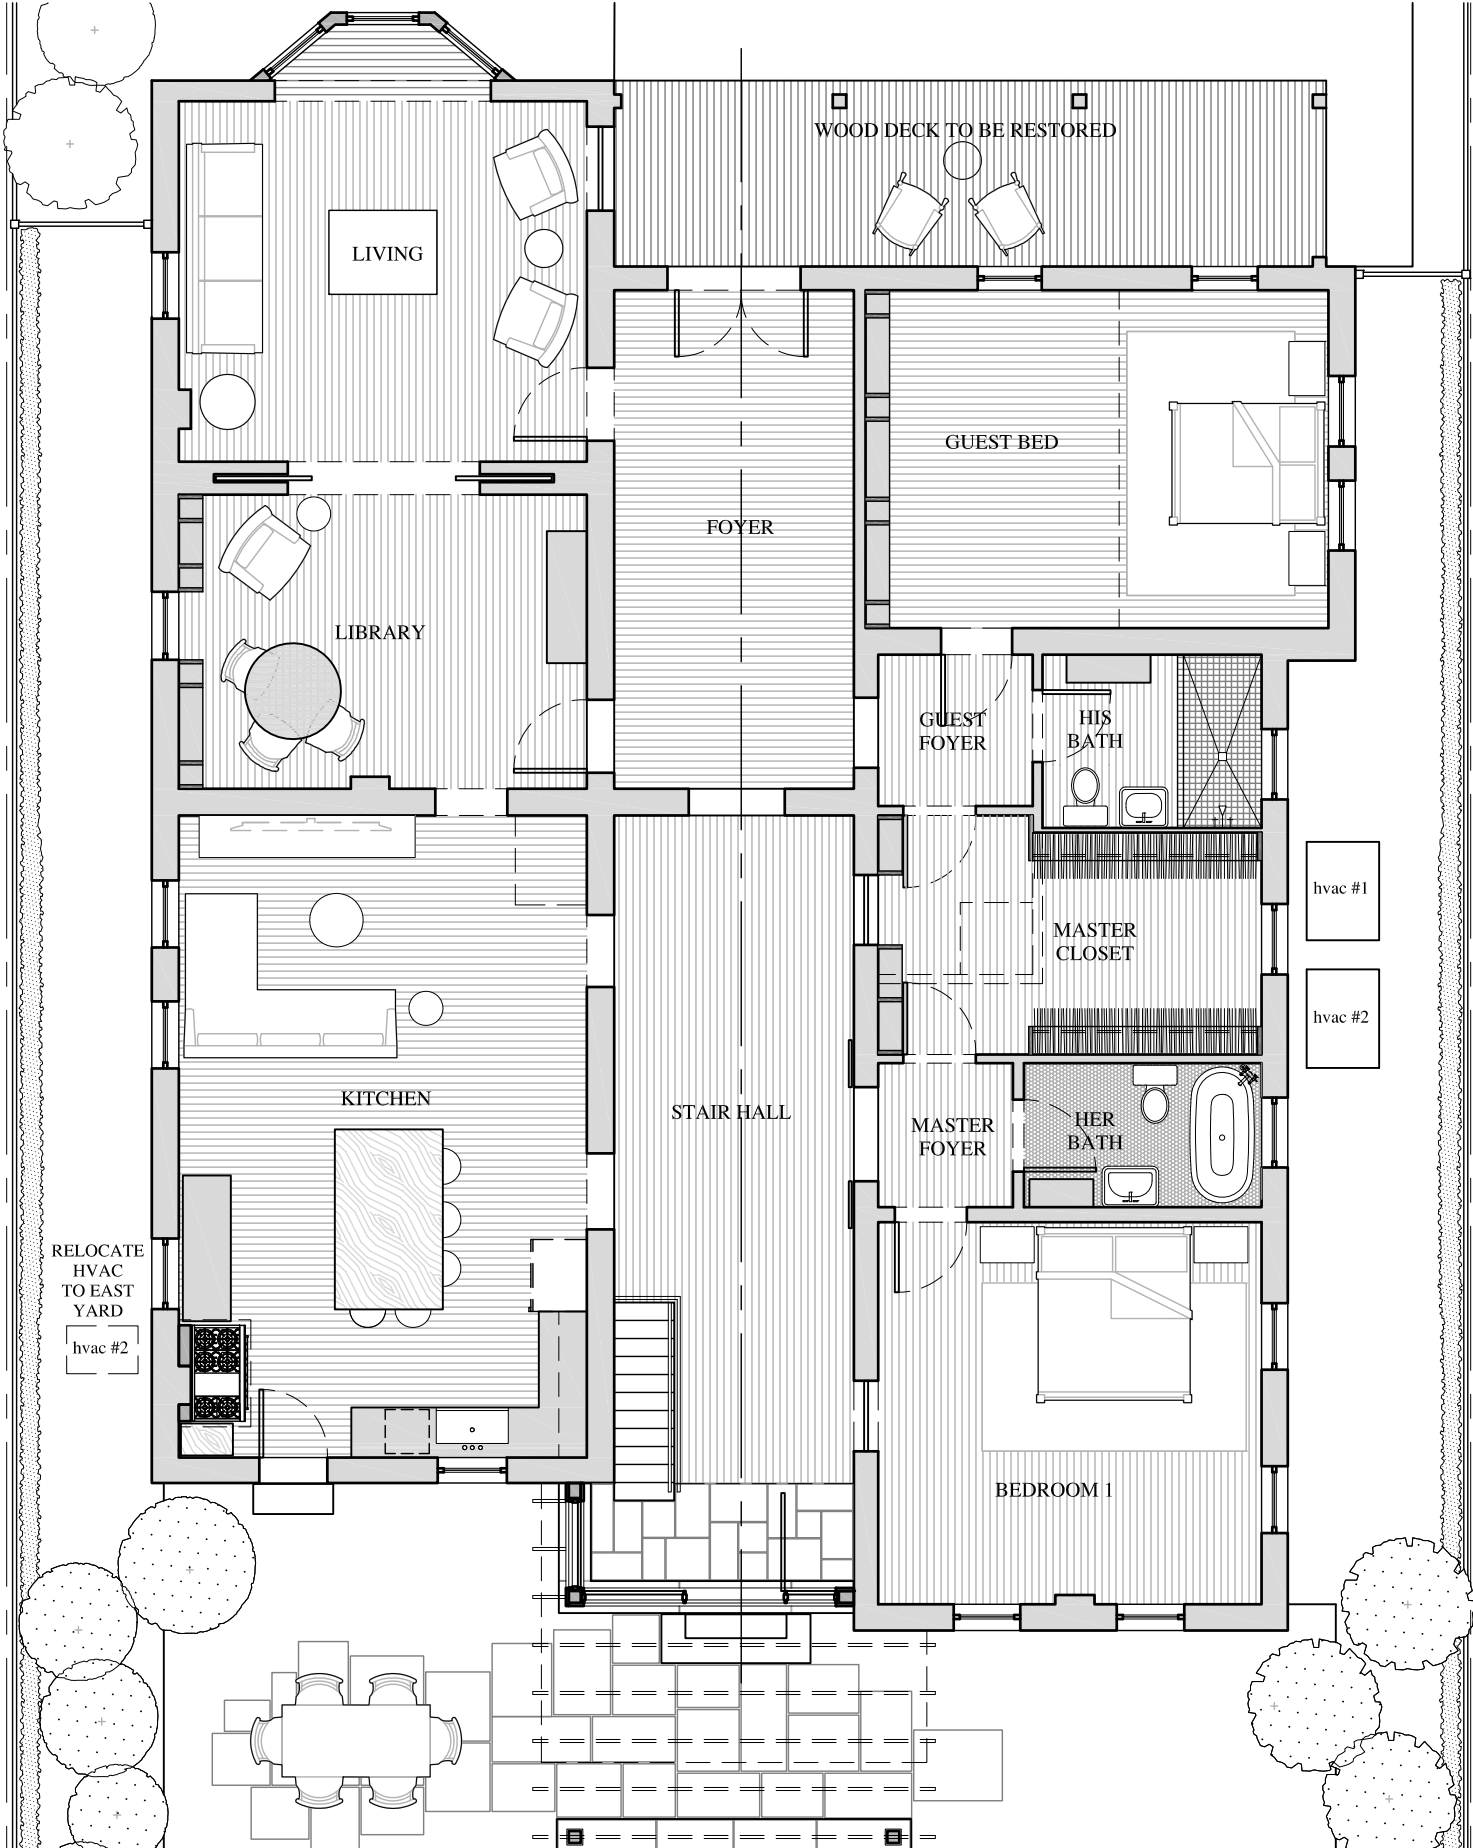 WOOD DECK TO BE RESTORED
LIVING
GUEST BED
FOYER
LIBRARY
GUEST
FOYER
HIS
BATH
hvac #1
MASTER
CLOSET
hvac #2
KITCHEN
STAIR HALL
MASTER
FOYER
HER
BATH
RELOCATE
HVAC
TO EAST
YARD
hvac #2
BEDROOM 1